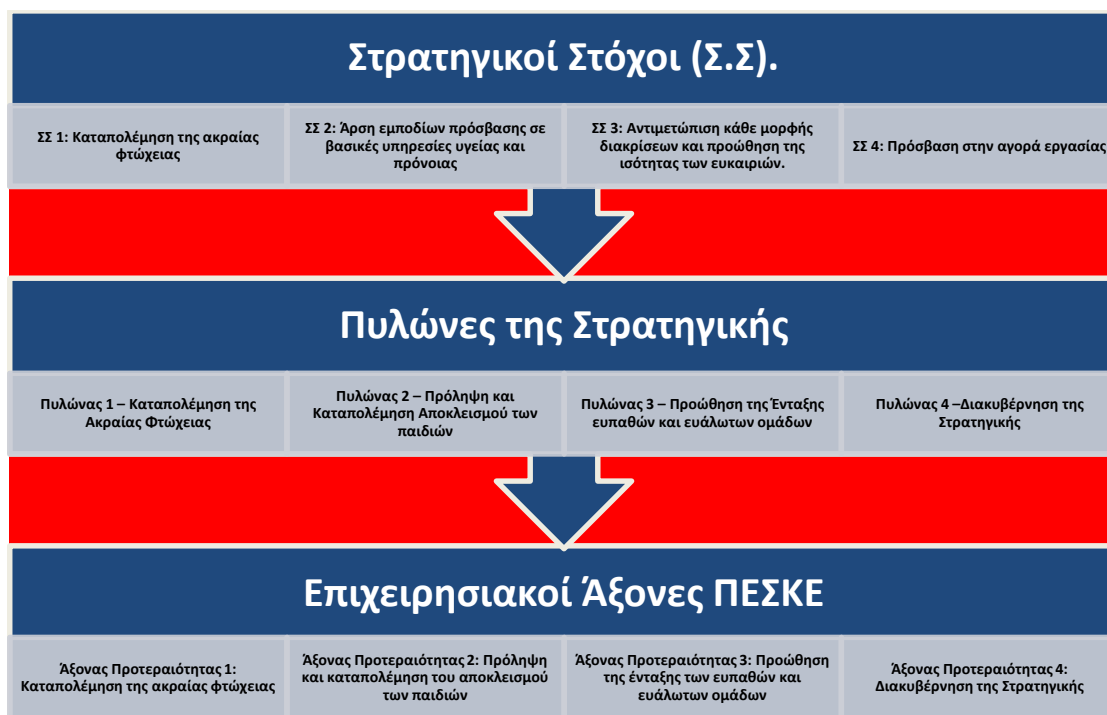 Στρατηγικοί Στόχοι (Σ.Σ).
ΣΣ 1: Καταπολέμηση της ακραίας
φτώχειας
ΣΣ 2: Άρση εμποδίων πρόσβασης σε
βασικές υπηρεσίες υγείας και
πρόνοιας
ΣΣ 3: Αντιμετώπιση κάθε μορφής
διακρίσεων και προώθηση της
ισότητας των ευκαιριών.
ΣΣ 4: Πρόσβαση στην αγορά εργασίας
Πυλώνες της Στρατηγικής
Πυλώνας 1 – Καταπολέμηση της
Ακραίας Φτώχειας
Πυλώνας 2 – Πρόληψη και
Καταπολέμηση Αποκλεισμού των
παιδιών
Πυλώνας 3 – Προώθηση της Ένταξης
ευπαθών και ευάλωτων ομάδων
Πυλώνας 4 –Διακυβέρνηση της
Στρατηγικής
Επιχειρησιακοί Άξονες ΠΕΣΚΕ
Άξονας Προτεραιότητας 1:
Καταπολέμηση της ακραίας φτώχειας
Άξονας Προτεραιότητας 2: Πρόληψη
και καταπολέμηση του αποκλεισμού
των παιδιών
Άξονας Προτεραιότητας 3: Προώθηση
της ένταξης των ευπαθών και
ευάλωτων ομάδων
Άξονας Προτεραιότητας 4:
Διακυβέρνηση της Στρατηγικής